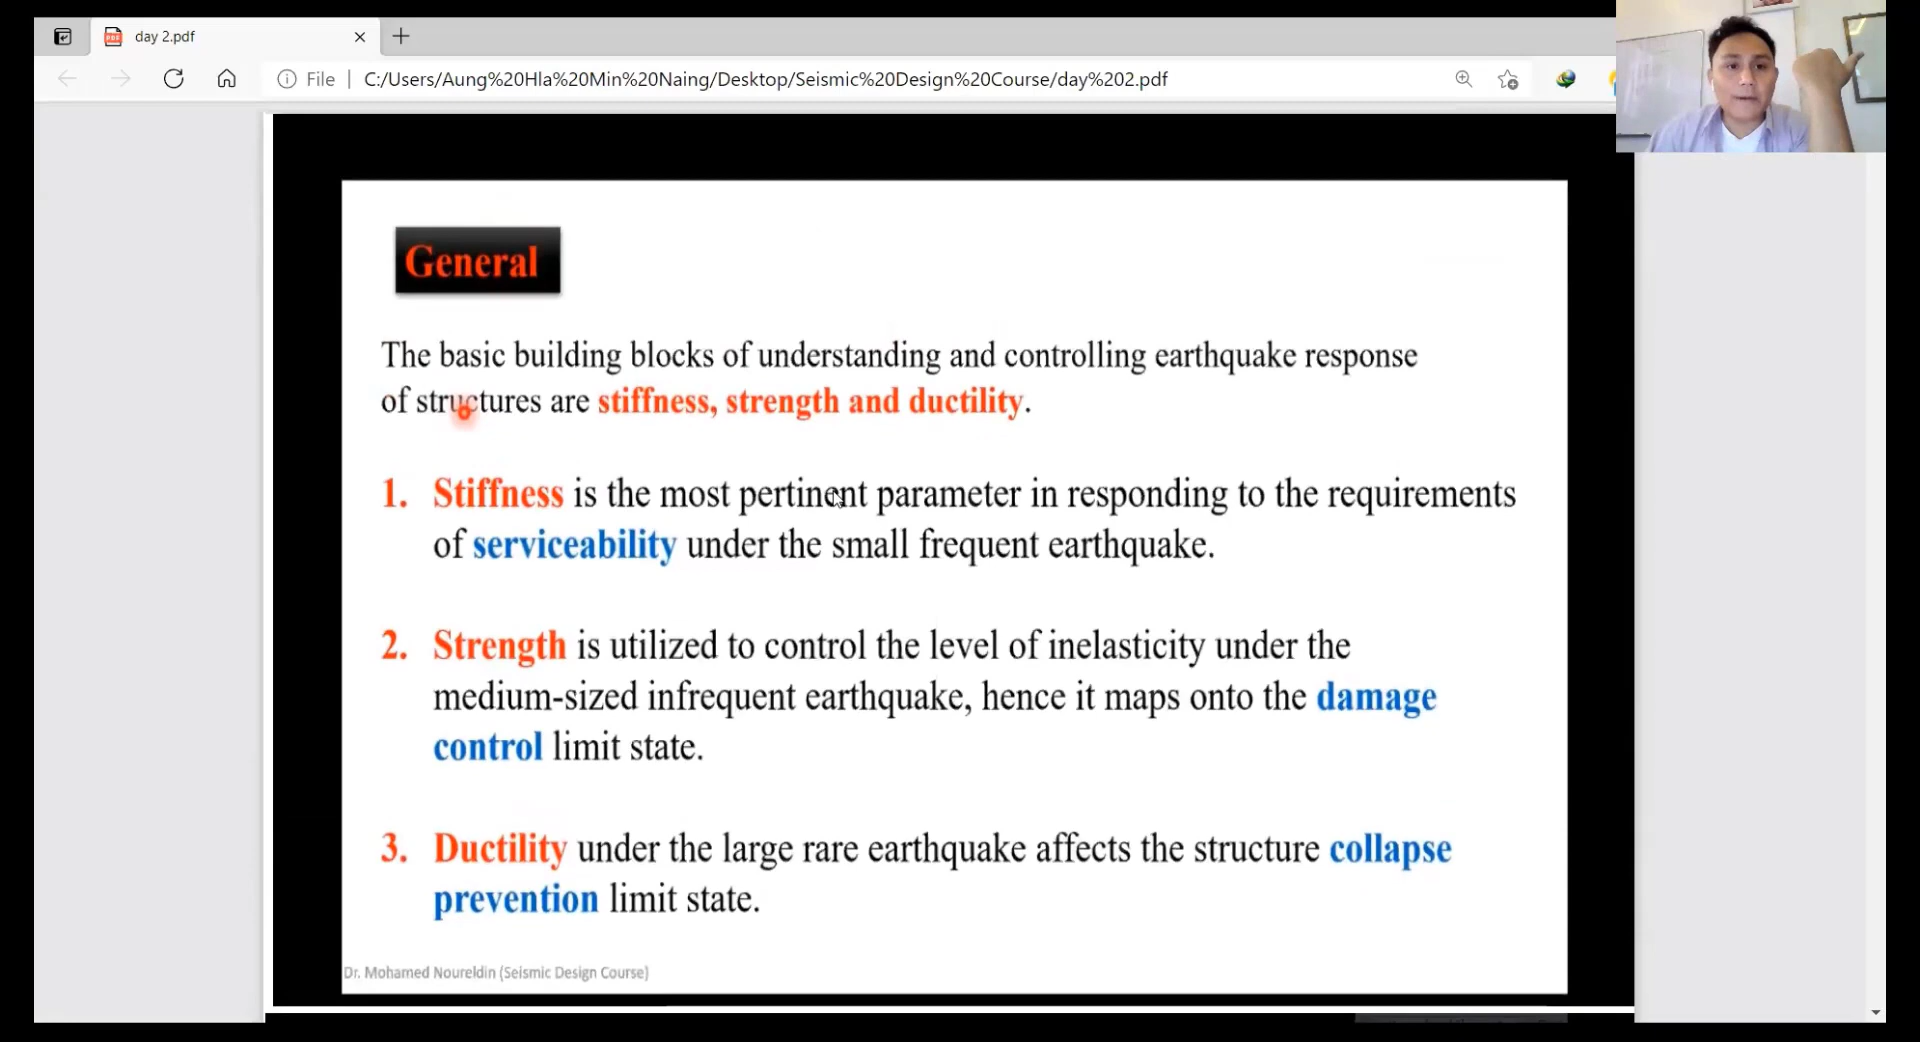 day 2.pdf
File | C:/Users/Aung%20Hla%20Min%20Naing/Desktop/Seismic%20Design%20Course/day%202.pdf
General
The basic building blocks of understanding and controlling earthquake response
of structures are stiffness, strength and ductility.
1. Stiffness is the most pertinent parameter in responding to the requirements
of serviceability under the small frequent earthquake.
2. Strength is utilized to control the level of inelasticity under the
medium-sized infrequent earthquake, hence it maps onto the damage
control limit state.
3. Ductility under the large rare earthquake affects the structure collapse
prevention limit state.
Dr. Mohamed Noureldin (Seismic Design Course)